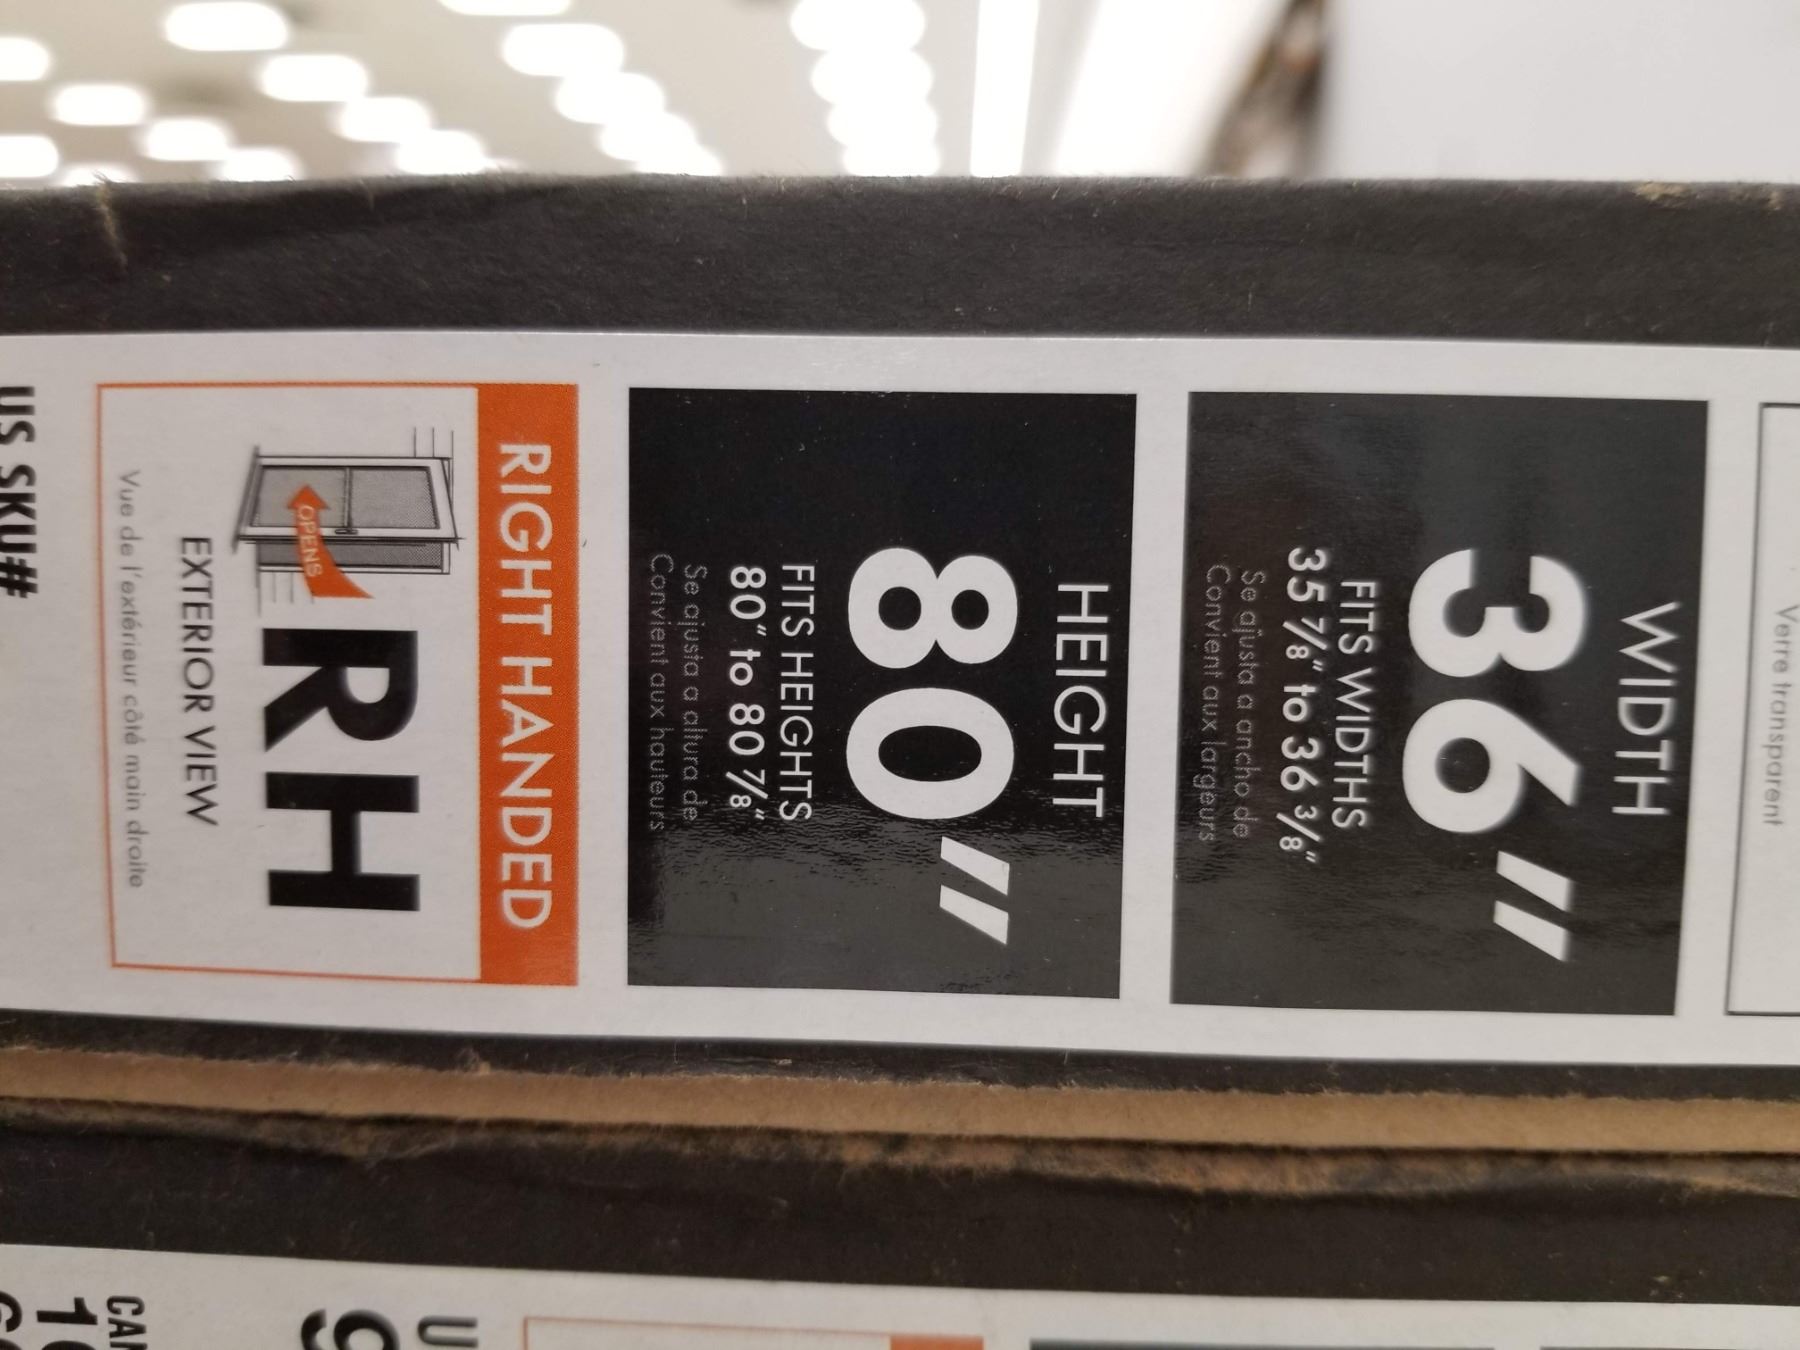 Verre transparent
WIDTH
36"
FITS WIDTHS
35 7/8" to 36 3/8"
Se ajusta a ancho de
Convient aux largeurs
HEIGHT
80"
FITS HEIGHTS
80" to 80 7/8"
Se ajusta a altura de
Convient aux hauteurs
RIGHT HANDED
OPENS
RH
EXTERIOR VIEW
Vue de l'extérieur côté main droite
US SKU#